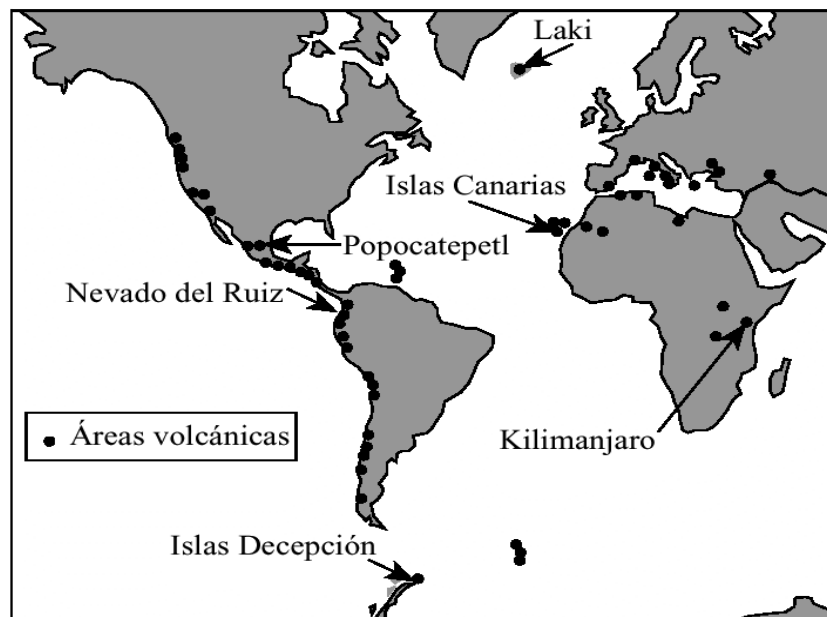 Laki
Islas Canarias
Popocatepetl
Nevado del Ruiz
Áreas volcánicas
Kilimanjaro
Islas Decepción